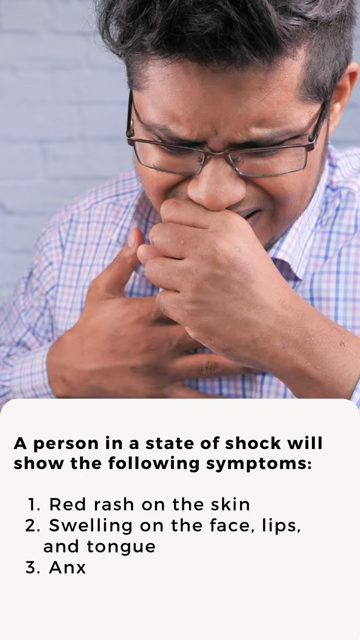 A person in a state of shock will
show the following symptoms:
1. Red rash on the skin
2. Swelling on the face, lips,
and tongue
3. Anx